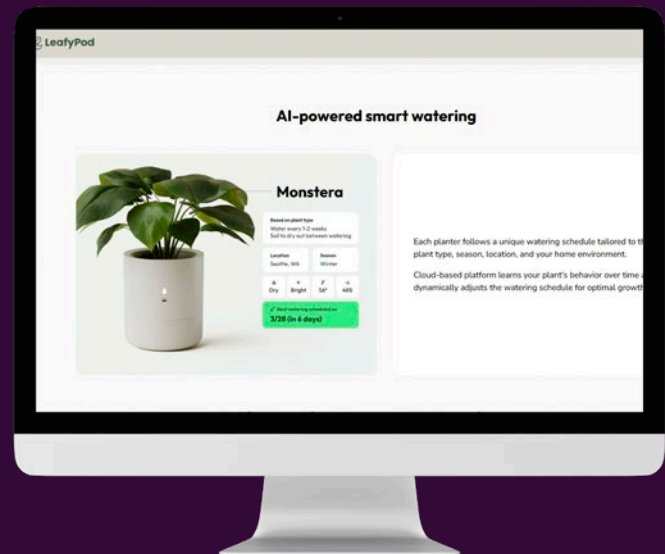 LeafyPod
AI-powered smart watering
Monstera
Based on plant type
Water every 1-2 weeks
Soil to dry out between watering
Location
Seattle, WA
Season
Winter
Dry
Bright
56°
48%
Next watering scheduled on
3/28 (in 6 days)
Each planter follows a unique watering schedule tailored to
plant type, season, location, and your home environment.
Cloud-based platform learns your plant's behavior over time
dynamically adjusts the watering schedule for optimal growth